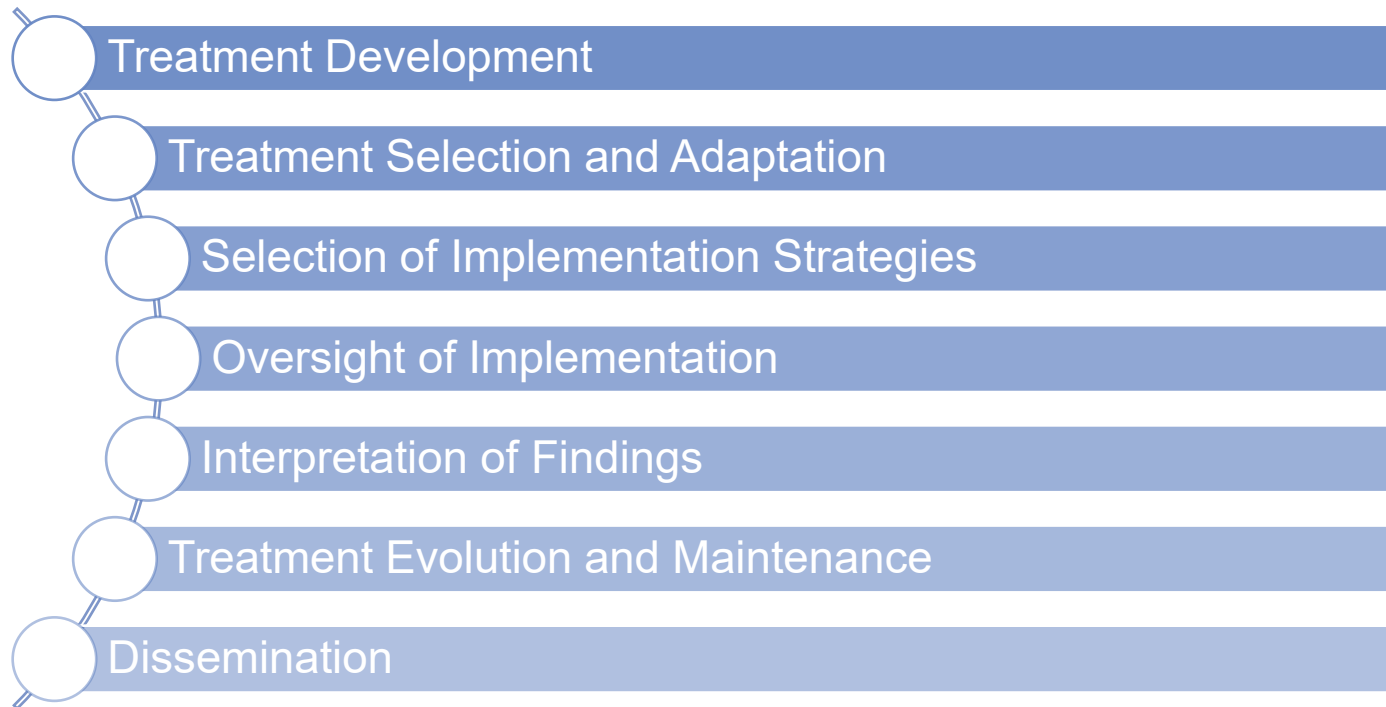 Treatment Development
Treatment Selection and Adaptation
Selection of Implementation Strategies
Oversight of Implementation
Interpretation of Findings
Treatment Evolution and Maintenance
Dissemination